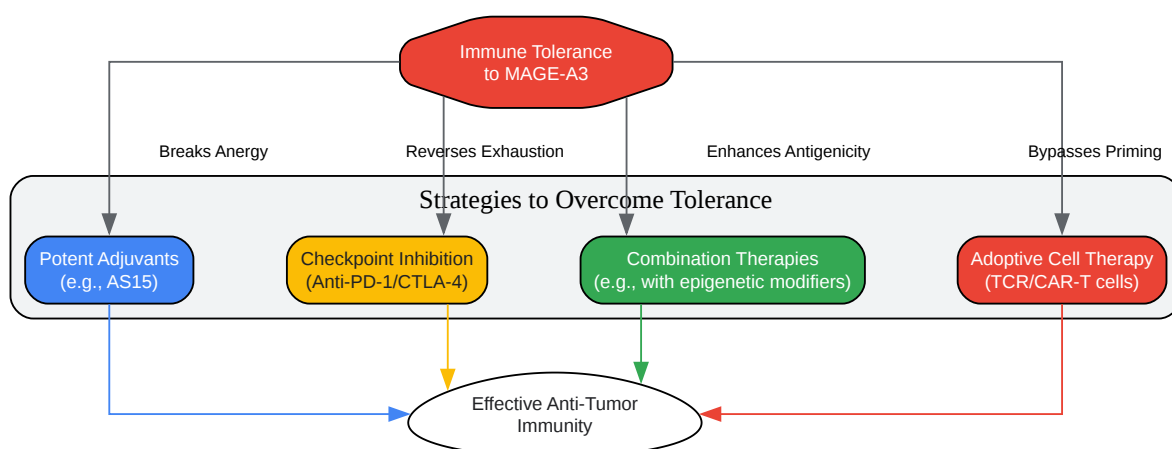 Immune Tolerance
to MAGE-A3
Breaks Anergy
Reverses Exhaustion
Enhances Antigenicity
Bypasses Priming
Strategies to Overcome Tolerance
Potent Adjuvants
(e.g., AS15)
Checkpoint Inhibition
(Anti-PD-1/CTLA-4)
Combination Therapies
(e.g., with epigenetic modifiers)
Adoptive Cell Therapy
(TCR/CAR-T cells)
Effective Anti-Tumor
Immunity